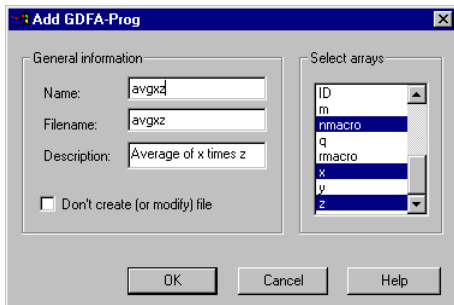 Add GDFA-Prog
General information
Name: avgxz
Filename: avgxz
Description: Average of x times z
Don't create (or modify) file
Select arrays
ID
m
nmacro
q
rmacro
x
y
z
OK Cancel Help